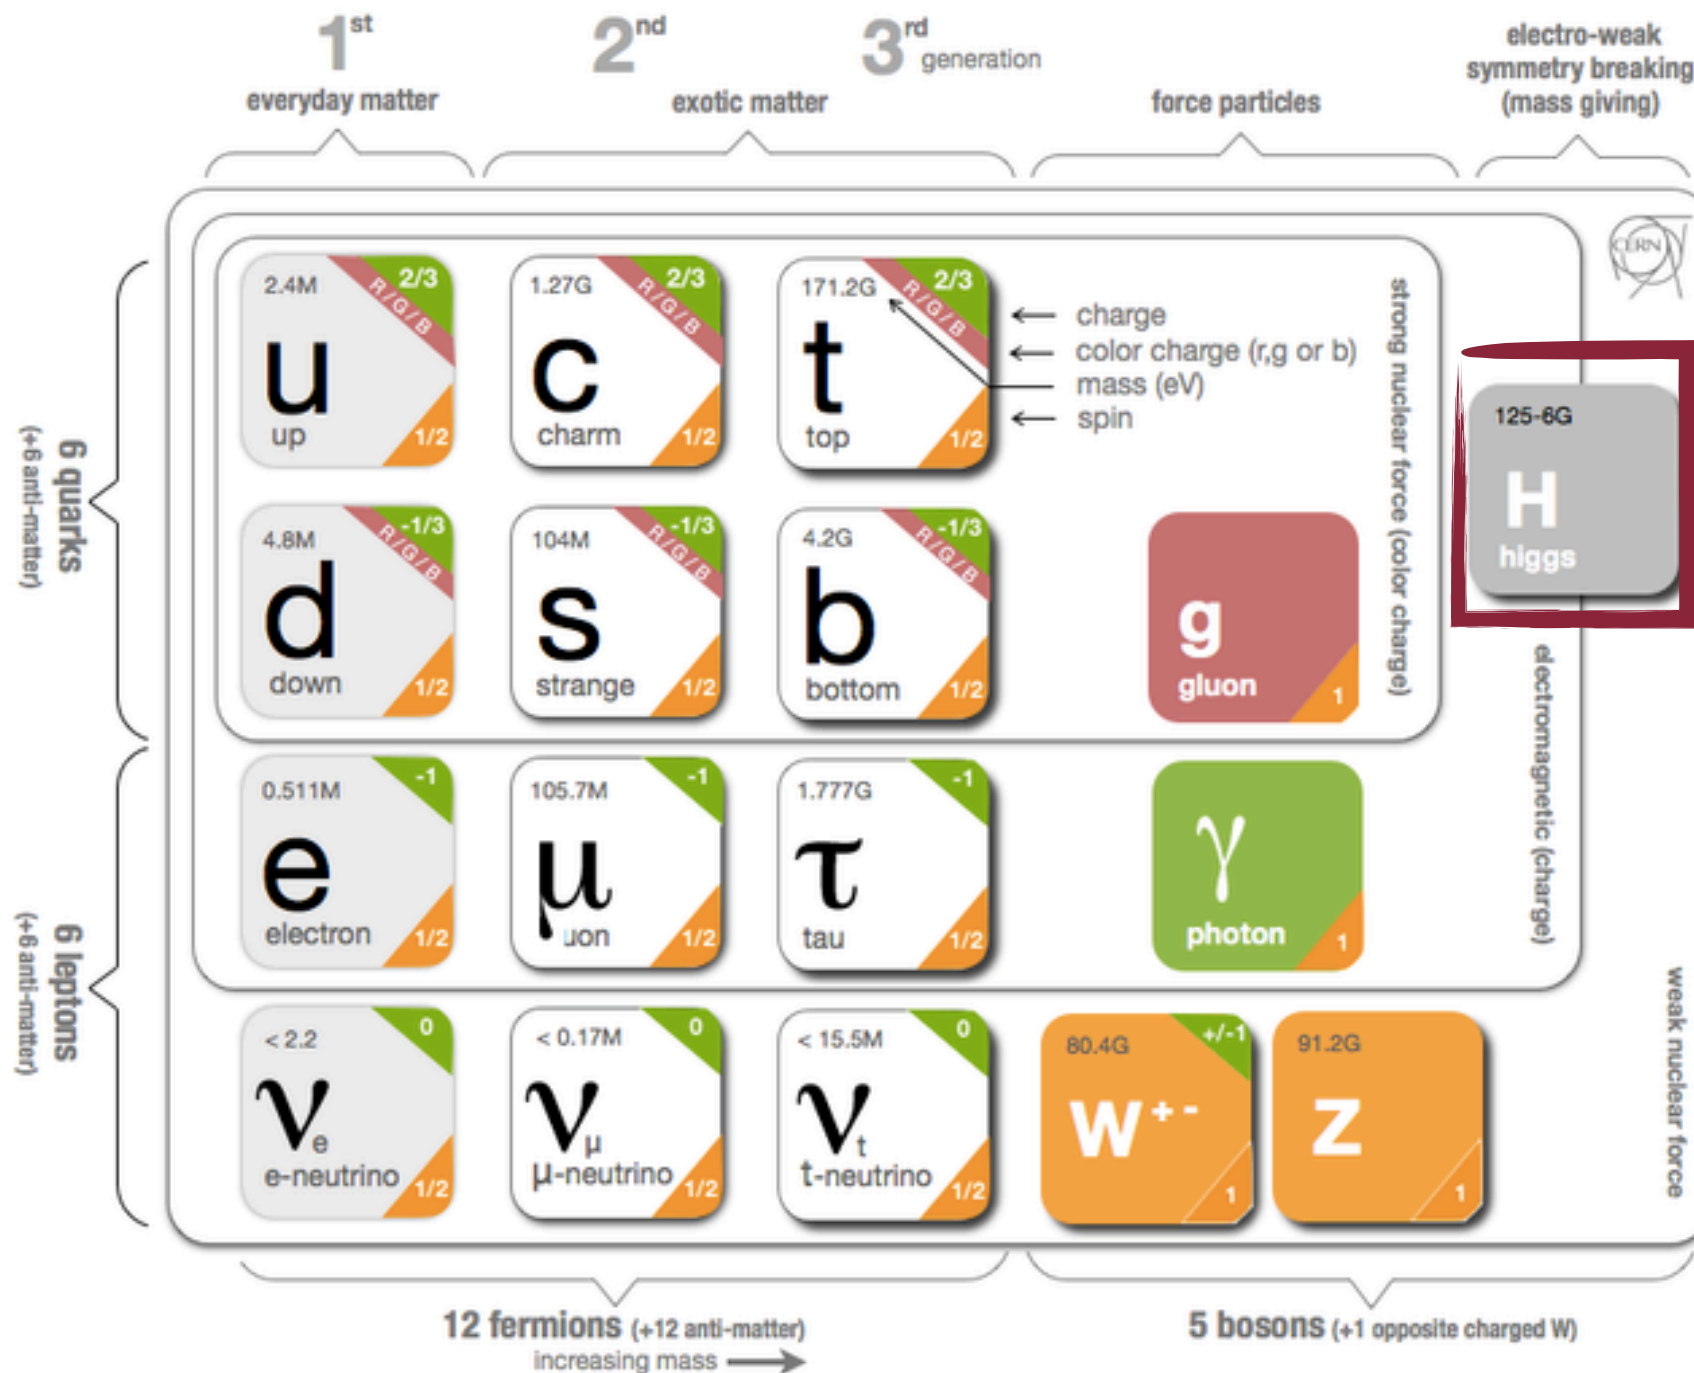 1st
2nd
3rd generation
everyday matter
exotic matter
force particles
electro-weak
symmetry breaking
(mass giving)
CERN
6 quarks
(+6 anti-matter)
6 leptons
(+6 anti-matter)
2.4M
2/3
R/G/B
u
up
1/2
1.27G
2/3
R/G/B
c
charm
1/2
171.2G
2/3
R/G/B
t
top
1/2
charge
color charge (r,g or b)
mass (eV)
spin
strong nuclear force (color charge)
125-6G
H
higgs
4.8M
-1/3
R/G/B
d
down
1/2
104M
-1/3
R/G/B
s
strange
1/2
4.2G
-1/3
R/G/B
b
bottom
1/2
g
gluon
1
electromagnetic (charge)
0.511M
-1
e
electron
1/2
105.7M
-1
μ
uon
1/2
1.777G
-1
τ
tau
1/2
γ
photon
1
weak nuclear force
< 2.2
0
νe
e-neutrino
1/2
< 0.17M
0
νμ
μ-neutrino
1/2
< 15.5M
0
νt
t-neutrino
1/2
80.4G
+/-1
W+-
1
91.2G
Z
1
12 fermions (+12 anti-matter)
increasing mass
5 bosons (+1 opposite charged W)